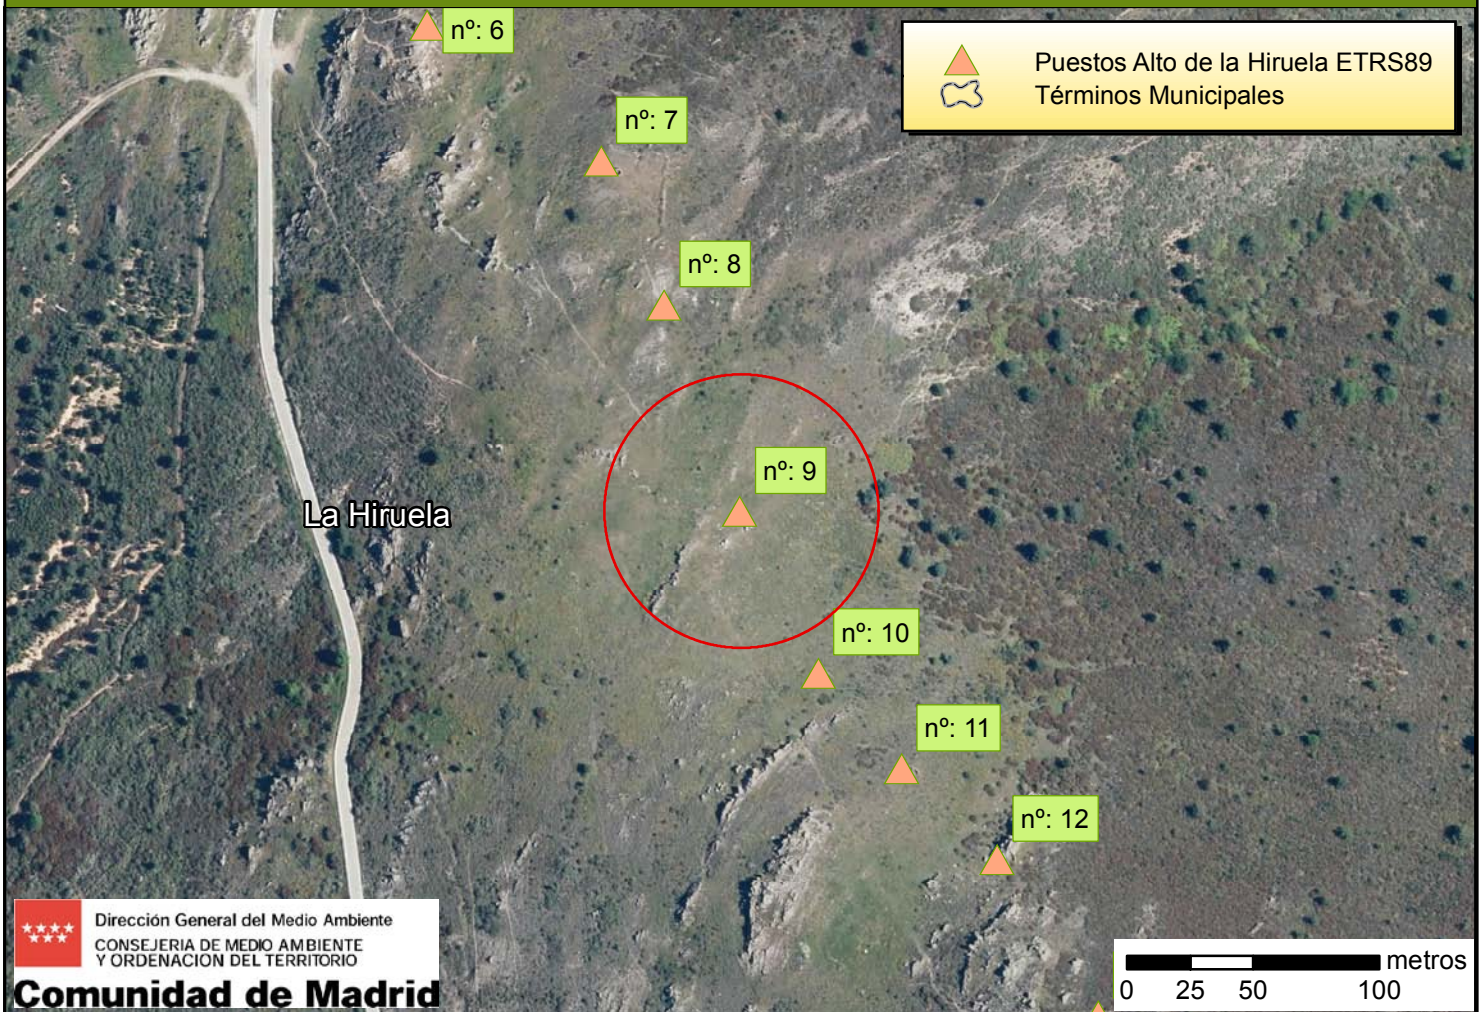 nº: 6
Puestos Alto de la Hiruela ETRS89
Términos Municipales
nº: 7
nº: 8
nº: 9
La Hiruela
nº: 10
nº: 11
nº: 12
Dirección General del Medio Ambiente
CONSEJERIA DE MEDIO AMBIENTE
Y ORDENACION DEL TERRITORIO
Comunidad de Madrid
metros
0 25 50 100